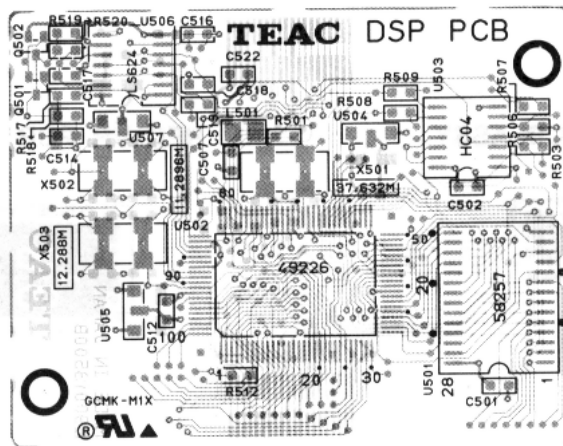 TEAC DSP PCB
R519
R520
U506
C516
Q502
C522
U503
R507
C517
LS624
C518
R509
Q501
L501
R508
R501
U504
R506
R517
R518
U507
C519
C507
HC04
R503
C514
80
X501
X502
11.2896M
37.632M
C502
U502
X503
12.288M
50
49226
90
20
58257
U505
C512
100
1
R512
20
30
U501
28
1
C501
GCMK-M1X